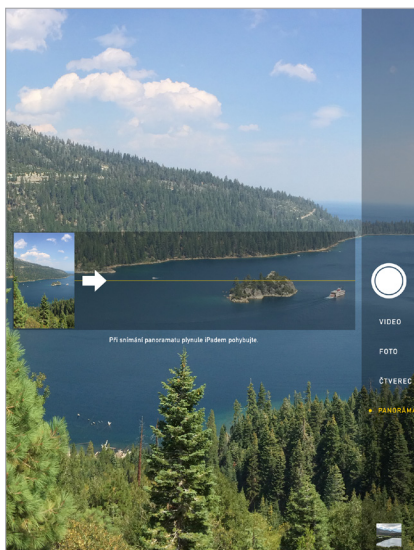 Při snímání panoramatu plynule iPadem pohybujte
VIDEO
FOTO
ČTVEREC
PANORAMA